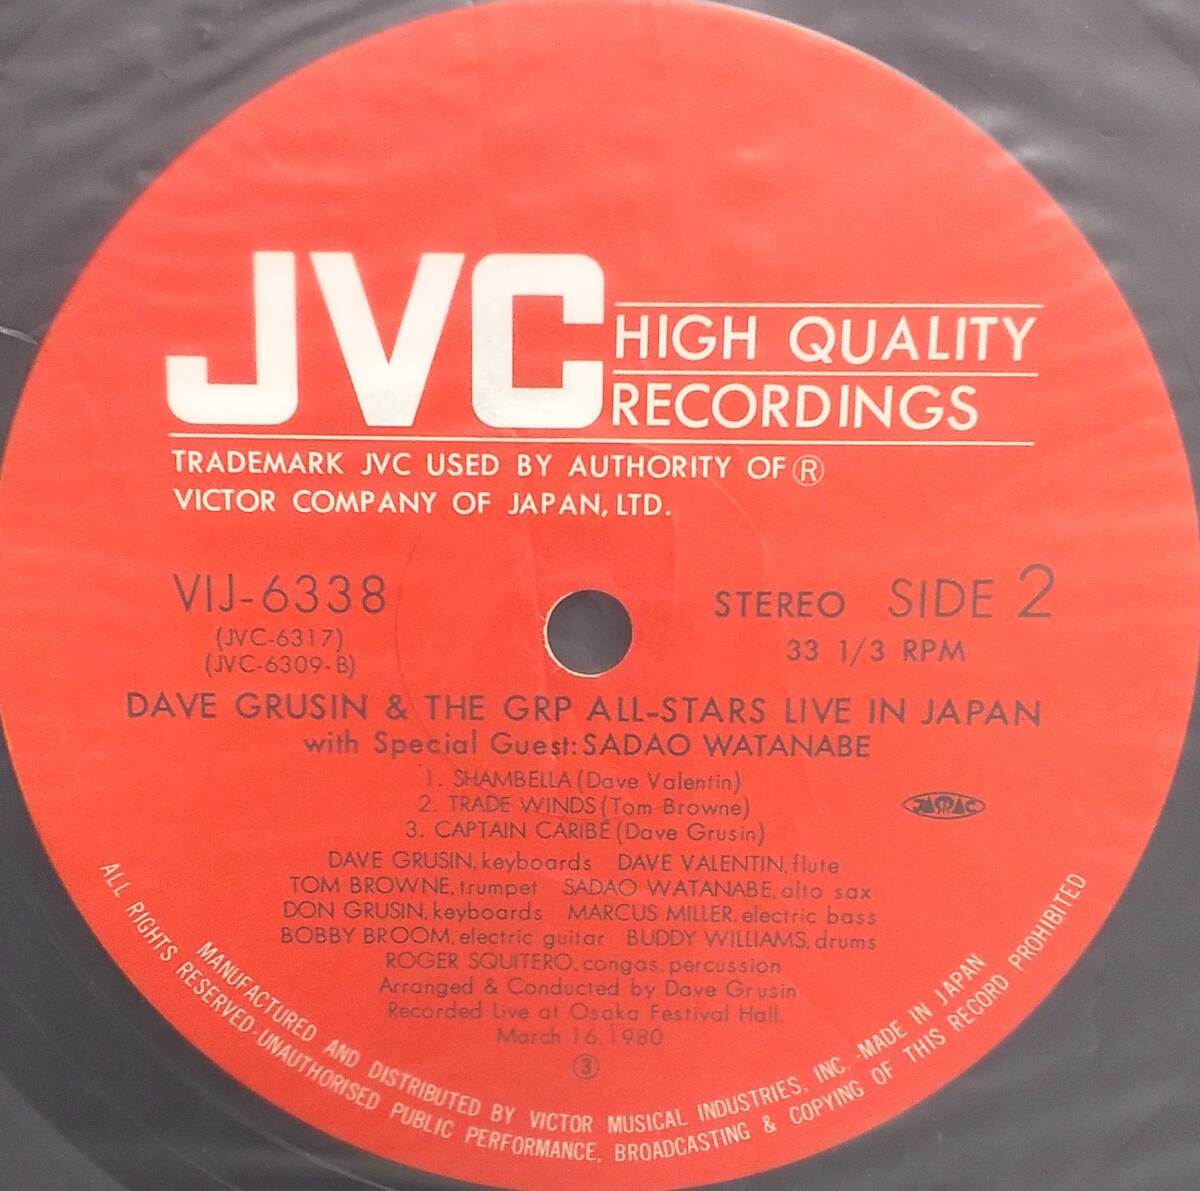 JVC HIGH QUALITY
RECORDINGS
TRADEMARK JVC USED BY AUTHORITY OF ®
VICTOR COMPANY OF JAPAN, LTD.
VIJ-6338
(JVC-6317)
(JVC-6309-B)
STEREO SIDE 2
33 1/3 RPM
DAVE GRUSIN & THE GRP ALL-STARS LIVE IN JAPAN
with Special Guest: SADAO WATANABE
1. SHAMBELLA (Dave Valentin)
2. TRADE WINDS (Tom Browne)
3. CAPTAIN CARIBE (Dave Grusin)
JASRAC
DAVE GRUSIN, keyboards DAVE VALENTIN, flute
TOM BROWNE, trumpet SADAO WATANABE, alto sax
DON GRUSIN, keyboards MARCUS MILLER, electric bass
BOBBY BROOM, electric guitar BUDDY WILLIAMS, drums
ROGER SQUITERO, congas, percussion
Arranged & Conducted by Dave Grusin
Recorded Live at Osaka Festival Hall,
March 16, 1980
③
MANUFACTURED AND DISTRIBUTED BY VICTOR MUSICAL INDUSTRIES, INC.-MADE IN JAPAN
ALL RIGHTS RESERVED-UNAUTHORISED PUBLIC PERFORMANCE, BROADCASTING & COPYING OF THIS RECORD PROHIBITED